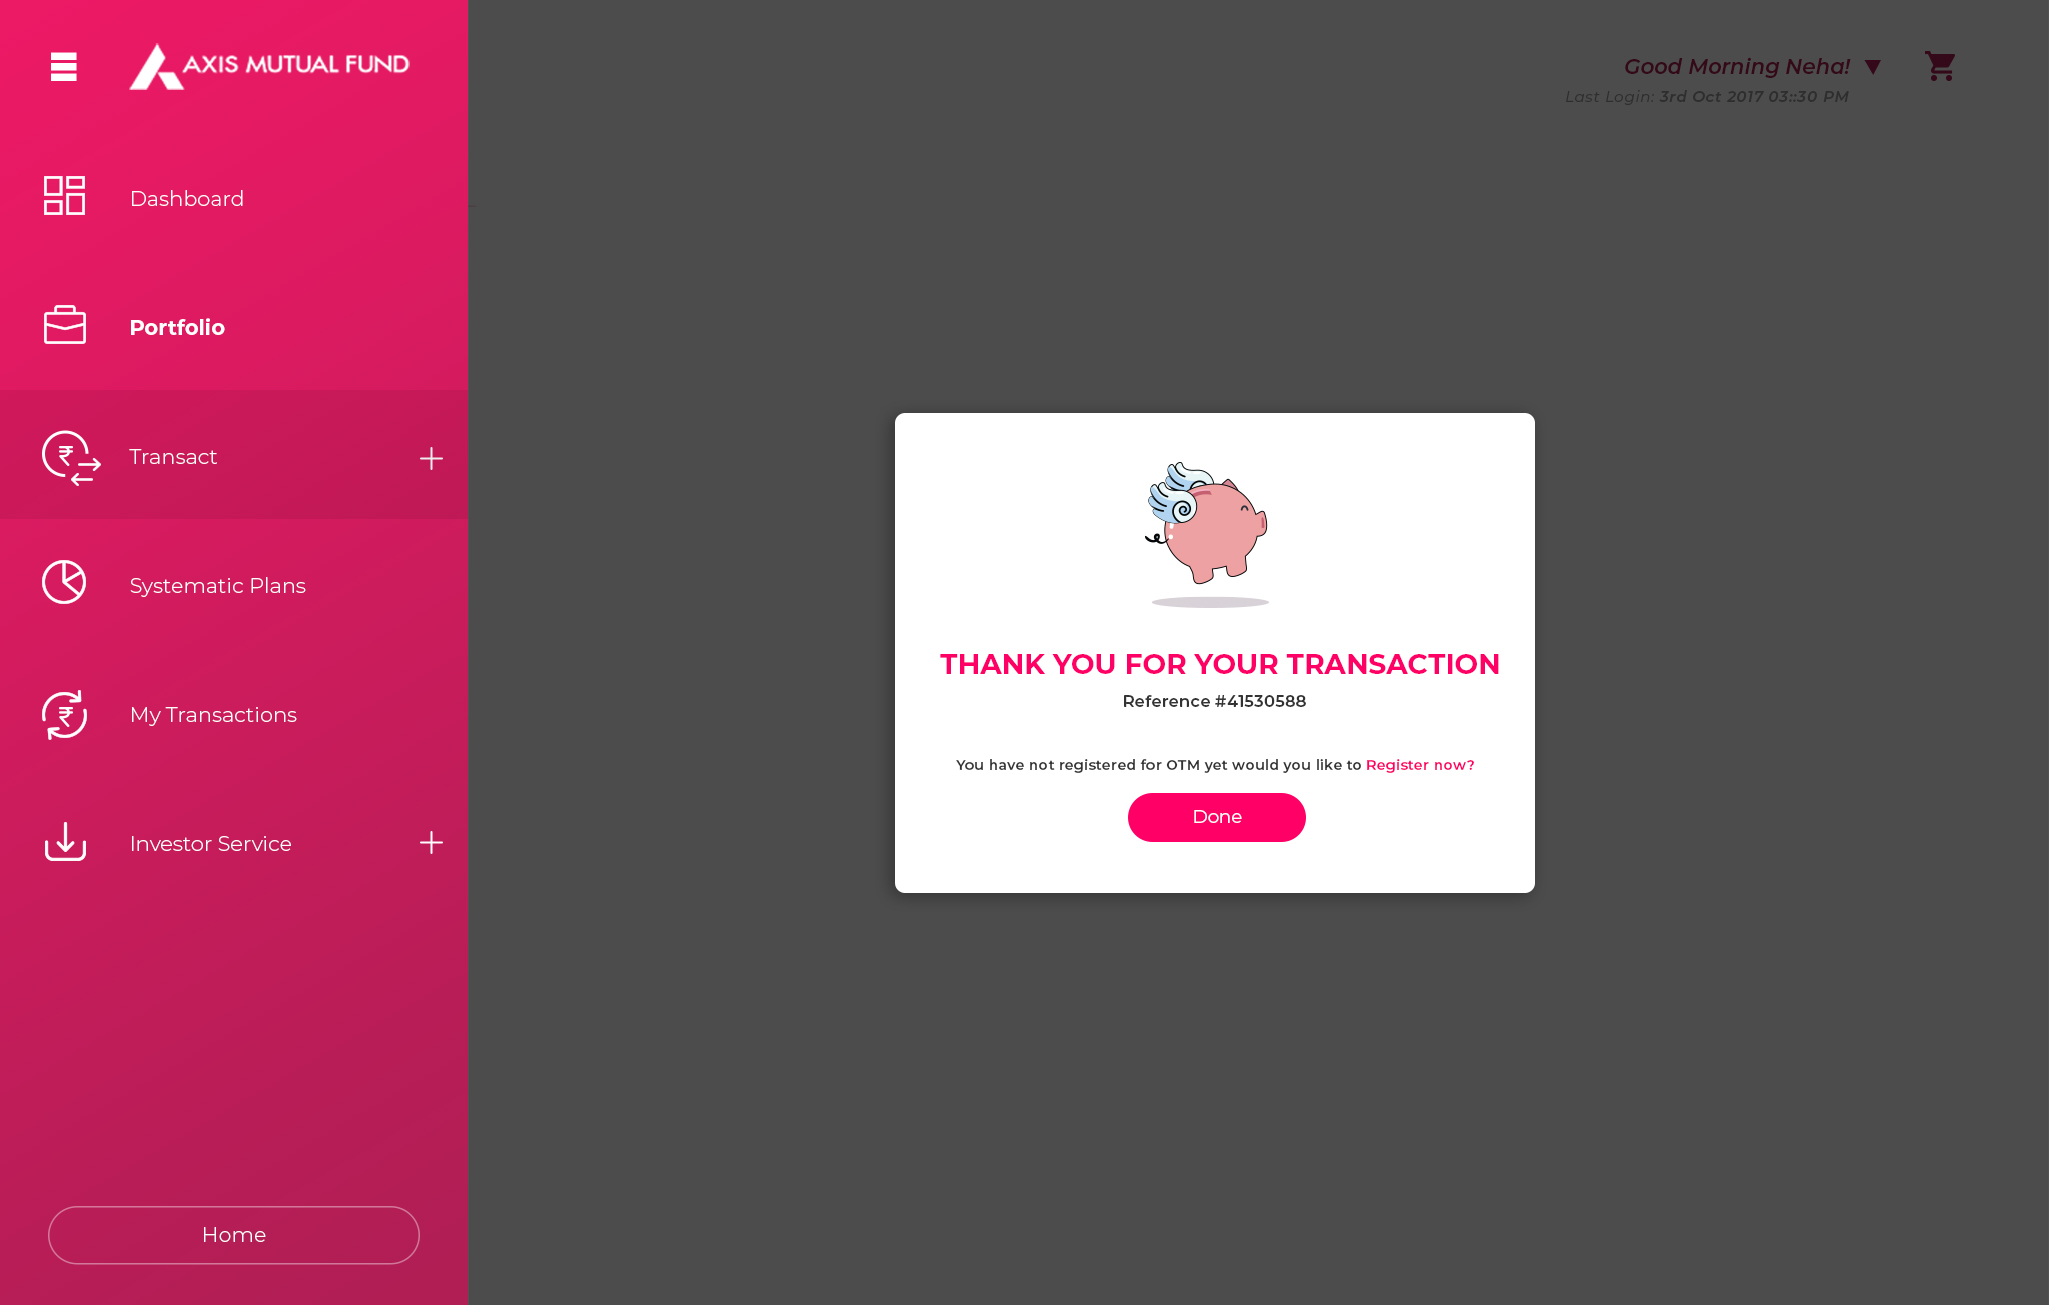 AXIS MUTUAL FUND
Good Morning Neha!
Last Login: 3rd Oct 2017 03::30 PM
Dashboard
Portfolio
Transact
Systematic Plans
My Transactions
Investor Service
Home
THANK YOU FOR YOUR TRANSACTION
Reference #41530588
You have not registered for OTM yet would you like to Register now?
Done